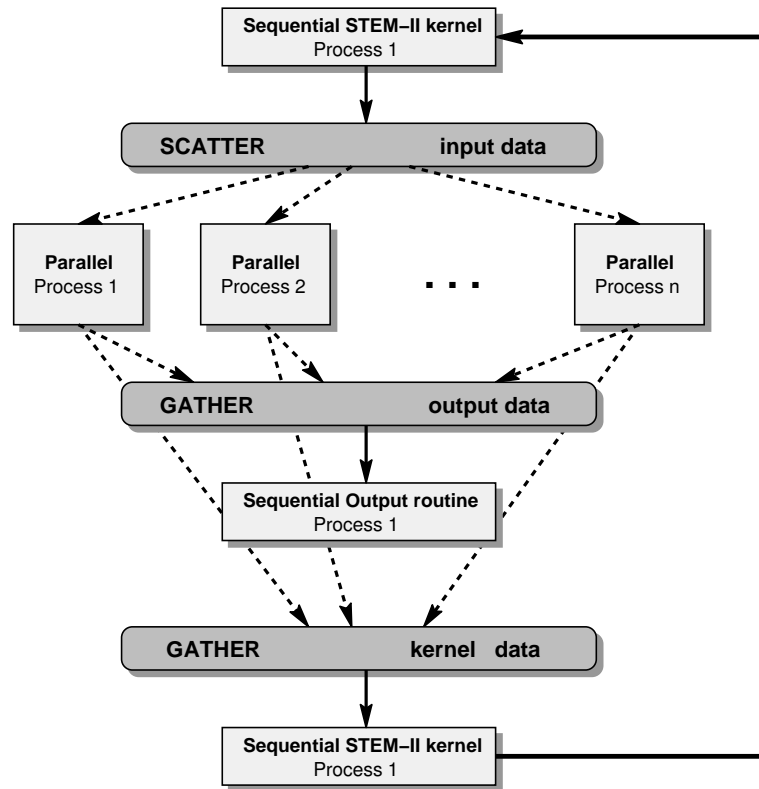 Sequential STEM−II kernel
Process 1
SCATTER input data
Parallel
Process 1
Parallel
Process 2
. . .
Parallel
Process n
GATHER output data
Sequential Output routine
Process 1
GATHER kernel data
Sequential STEM−II kernel
Process 1